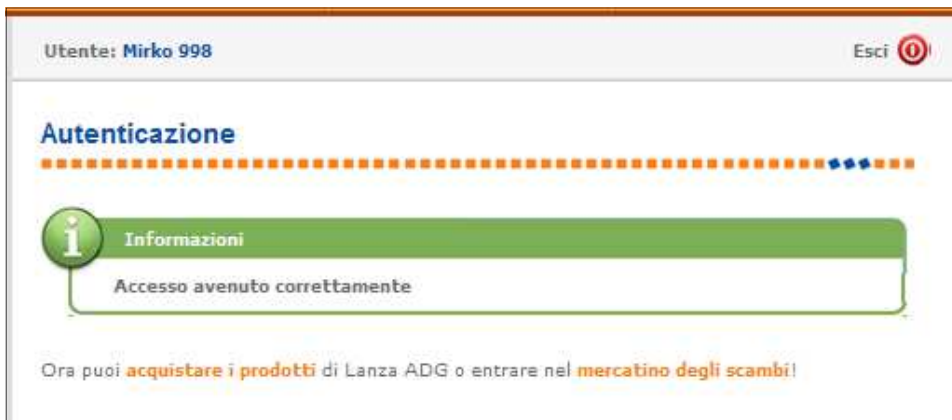 Utente: Mirko 998
Esci
Autenticazione
Informazioni
Accesso avenuto correttamente
Ora puoi acquistare i prodotti di Lanza ADG o entrare nel mercatino degli scambi!